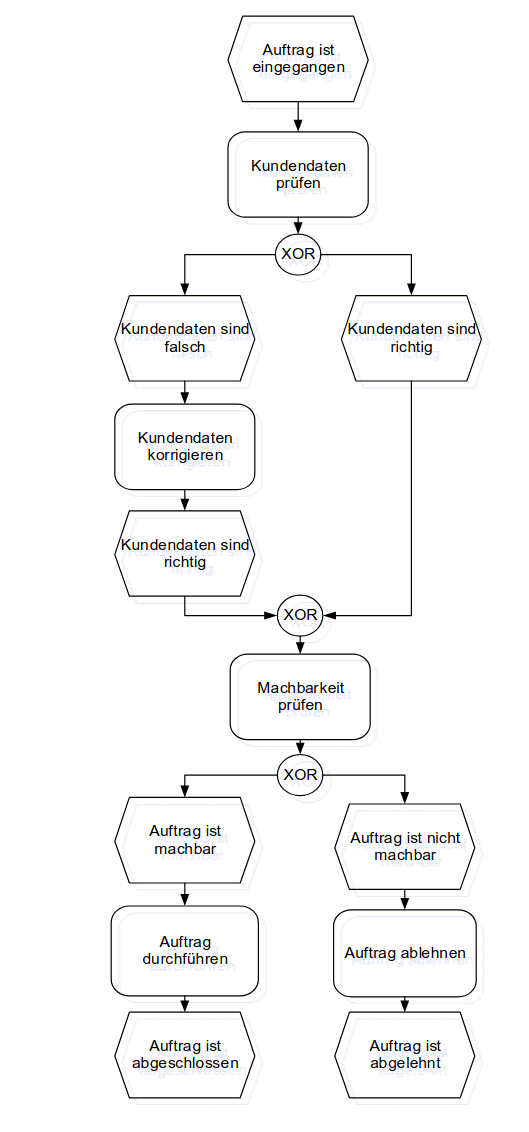 Auftrag ist
eingegangen
Kundendaten
prüfen
XOR
Kundendaten sind
falsch
Kundendaten sind
richtig
Kundendaten
korrigieren
Kundendaten sind
richtig
XOR
Machbarkeit
prüfen
XOR
Auftrag ist
machbar
Auftrag ist nicht
machbar
Auftrag
durchführen
Auftrag ablehnen
Auftrag ist
abgeschlossen
Auftrag ist
abgelehnt